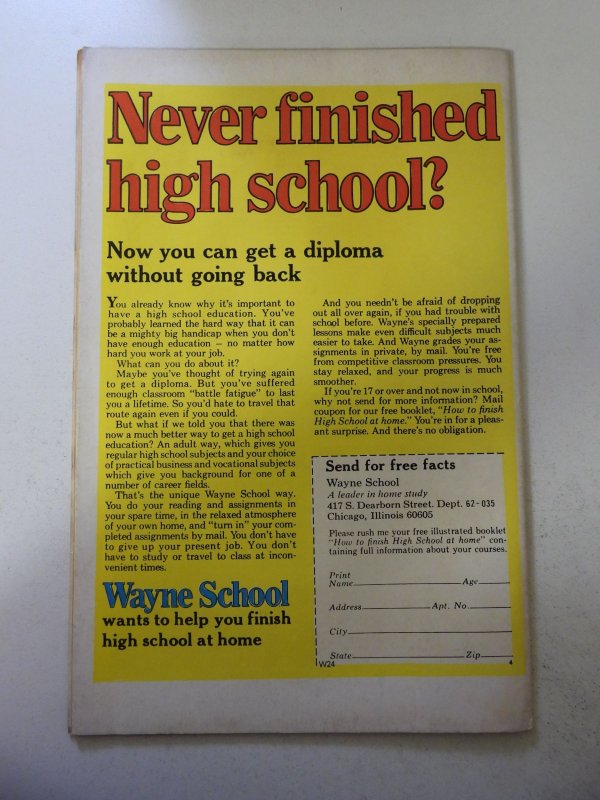 Never finished
high school?
Now you can get a diploma
without going back
You already know why it's important to
have a high school education. You've
probably learned the hard way that it can
be a mighty big handicap when you don't
have enough education – no matter how
hard you work at your job.
What can you do about it?
Maybe you've thought of trying again
to get a diploma. But you've suffered
enough classroom "battle fatigue" to last
you a lifetime. So you'd hate to travel that
route again even if you could.
But what if we told you that there was
now a much better way to get a high school
education? An adult way, which gives you
regular high school subjects and your choice
of practical business and vocational subjects
which give you background for one of a
number of career fields.
That's the unique Wayne School way.
You do your reading and assignments in
your spare time, in the relaxed atmosphere
of your own home, and "turn in" your com-
pleted assignments by mail. You don't have
to give up your present job. You don't
have to study or travel to class at incon-
venient times.
Wayne School
wants to help you finish
high school at home
And you needn't be afraid of dropping
out all over again, if you had trouble with
school before. Wayne's specially prepared
lessons make even difficult subjects much
easier to take. And Wayne grades your as-
signments in private, by mail. You're free
from competitive classroom pressures. You
stay relaxed, and your progress is much
smoother.
If you're 17 or over and not now in school,
why not send for more information? Mail
coupon for our free booklet, "How to finish
High School at home." You're in for a pleas-
ant surprise. And there's no obligation.
Send for free facts
Wayne School
A leader in home study
417 S. Dearborn Street. Dept. 62-035
Chicago, Illinois 60605
Please rush me your free illustrated booklet
"How to finish High School at home" con-
taining full information about your courses.
Print
Name Age
Address Apt. No.
City
State Zip
W24 4